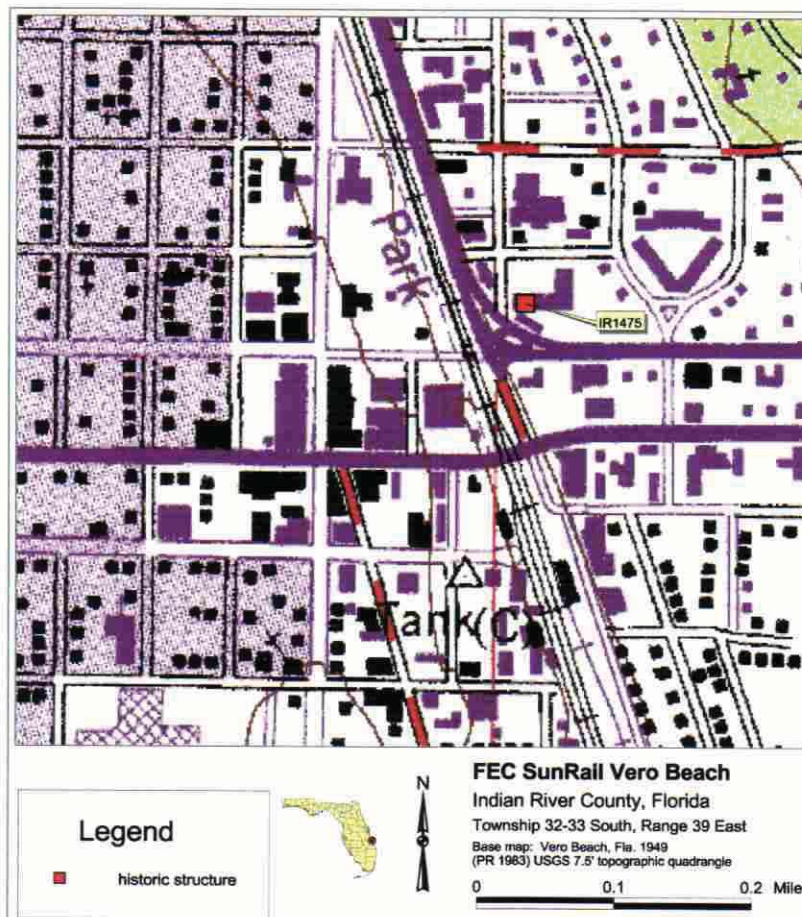 Park
IR1475
Tank(C)
N
FEC SunRail Vero Beach
Indian River County, Florida
Township 32-33 South, Range 39 East
Base map: Vero Beach, Fla. 1949
(PR 1983) USGS 7.5' topographic quadrangle
0 0.1 0.2 Mile
Legend
historic structure